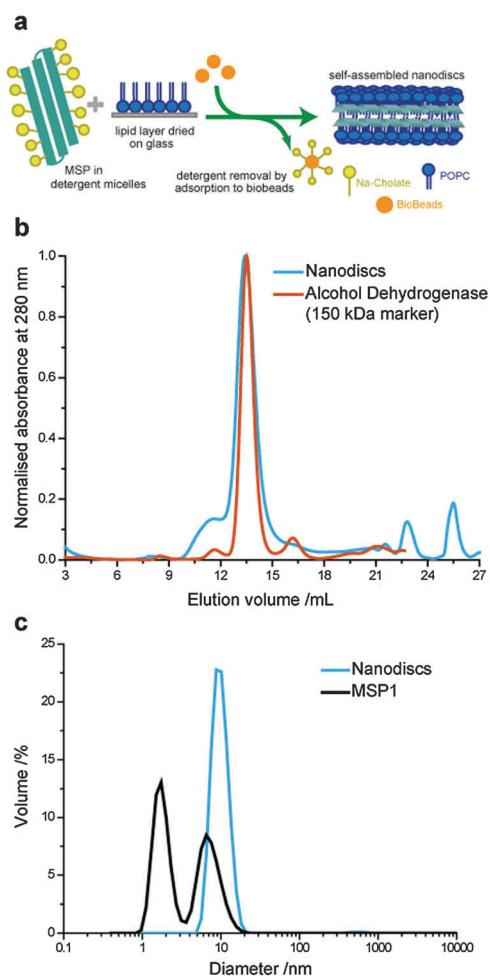 a
MSP in
detergent micelles
lipid layer dried
on glass
detergent removal by
adsorption to biobeads
self-assembled nanodiscs
Na-Cholate
POPC
BioBeads
b
Normalised absorbance at 280 nm
1.0
0.8
0.6
0.4
0.2
0.0
Nanodiscs
Alcohol Dehydrogenase
(150 kDa marker)
3 6 9 12 15 18 21 24 27
Elution volume /mL
c
Volume /%
25
20
15
10
5
0
Nanodiscs
MSP1
0.1 1 10 100 1000 10000
Diameter /nm